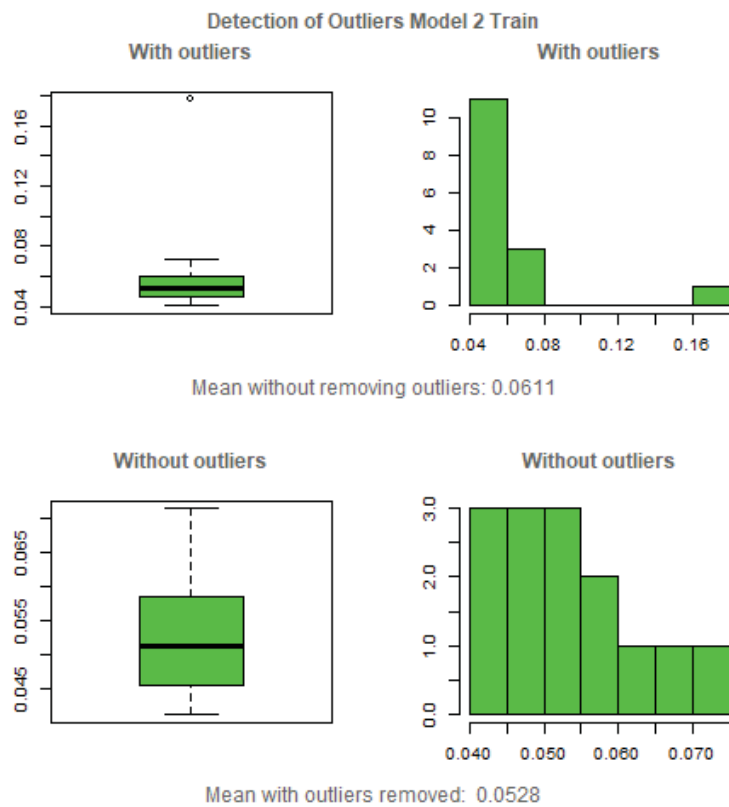 Detection of Outliers Model 2 Train
With outliers
With outliers
0.04 0.08 0.12 0.16
0 2 4 6 8 10
0.04 0.08 0.12 0.16
Mean without removing outliers: 0.0611
Without outliers
Without outliers
0.045 0.055 0.065
0.0 1.0 2.0 3.0
0.040 0.050 0.060 0.070
Mean with outliers removed: 0.0528